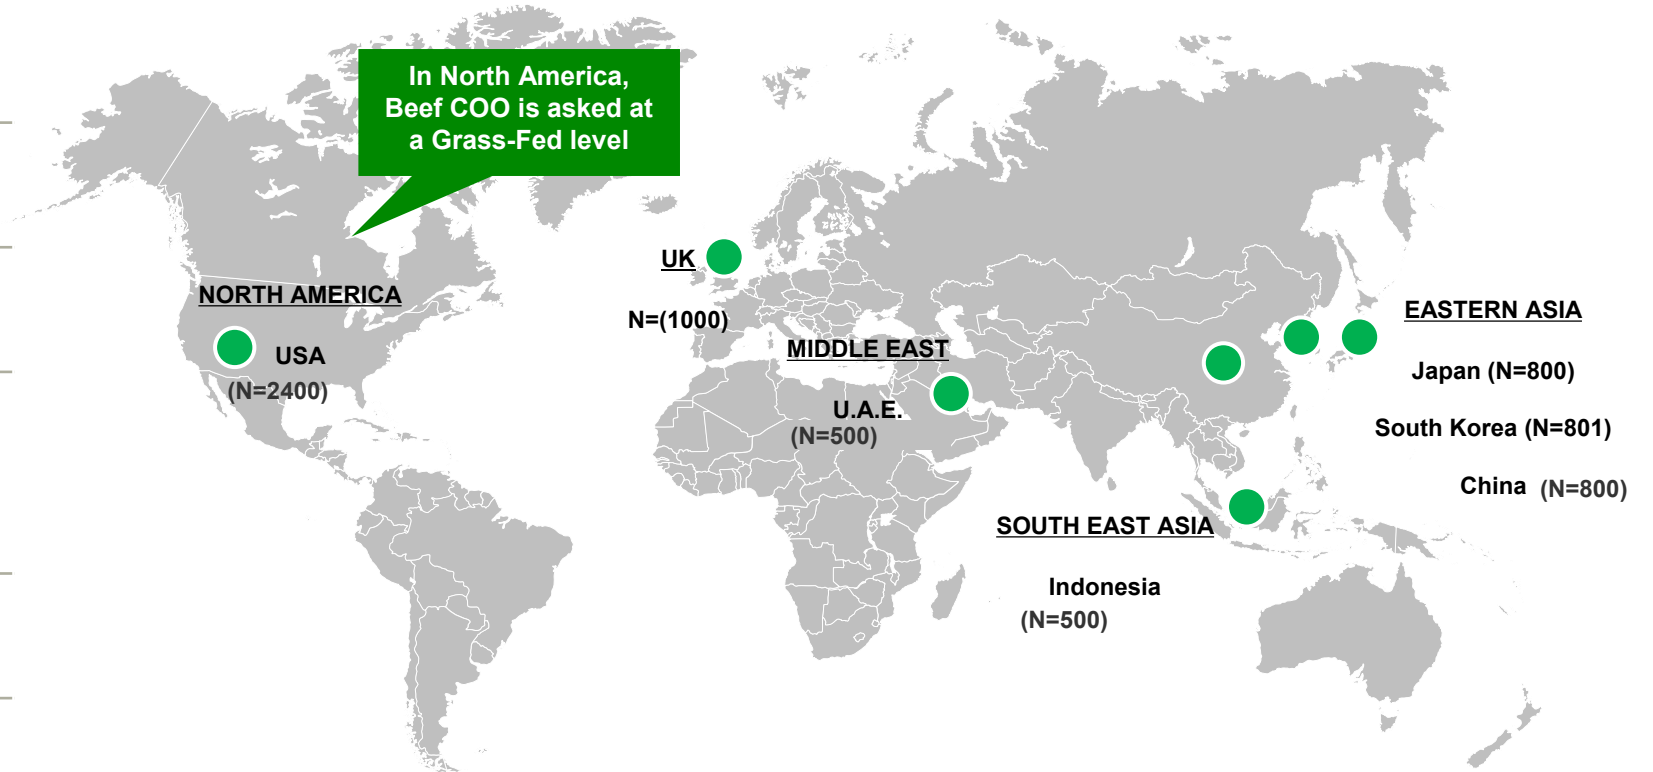 In North America,
Beef COO is asked at
a Grass-Fed level
NORTH AMERICA
USA
(N=2400)
UK
N=(1000)
MIDDLE EAST
U.A.E.
(N=500)
EASTERN ASIA
Japan (N=800)
South Korea (N=801)
China (N=800)
SOUTH EAST ASIA
Indonesia
(N=500)